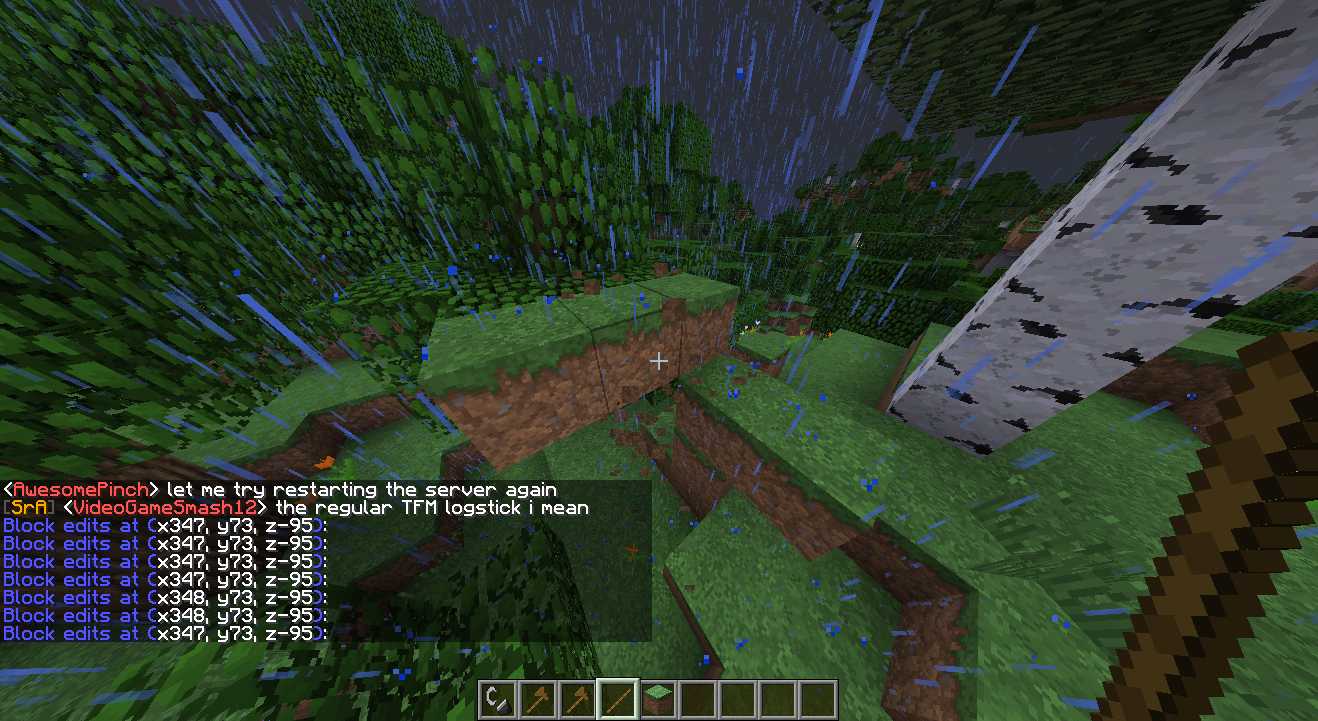 <AwesomePinch> let me try restarting the server again
[SrA] <VideoGameSmash12> the regular TFM logstick i mean
Block edits at (x347, y73, z-95):
Block edits at (x347, y73, z-95):
Block edits at (x347, y73, z-95):
Block edits at (x347, y73, z-95):
Block edits at (x348, y73, z-95):
Block edits at (x348, y73, z-95):
Block edits at (x347, y73, z-95):